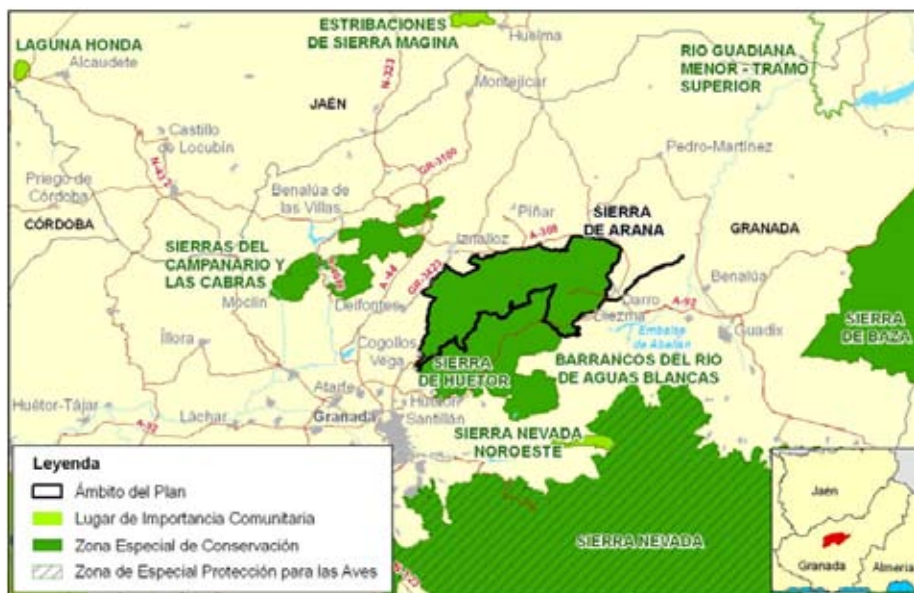 LAGUNA HONDA
Alcaudete
ESTRIBACIONES
DE SIERRA MAGINA
Huelma
RIO GUADIANA
MENOR - TRAMO
SUPERIOR
N-323
JAÉN
Montejícar
Castillo
de Locubín
N-432
GR-3100
Pedro-Martínez
Priego de
Córdoba
Benalúa de
las Villas
CÓRDOBA
Piñar
SIERRA
DE ARANA
GRANADA
A-308
Iznalloz
SIERRAS DEL
CAMPANARIO Y
LAS CABRAS
A-44
GR-3423
Moclín
Deifontes
Benalúa
Darro
Diezma
A-92
Embalse
de Abellán
Guadix
Íllora
Cogollos
Vega
SIERRA
DE HUETOR
BARRANCOS DEL RIO
DE AGUAS BLANCAS
SIERRA
DE BAZA
Atarfe
Huétor-Tájar
Láchar
Granada
Huétor
Santillán
A-92
SIERRA NEVADA
NOROESTE
Leyenda
Ámbito del Plan
Lugar de Importancia Comunitaria
Zona Especial de Conservación
Zona de Especial Protección para las Aves
SIERRA NEVADA
N-323
Jaén
Granada
Almería